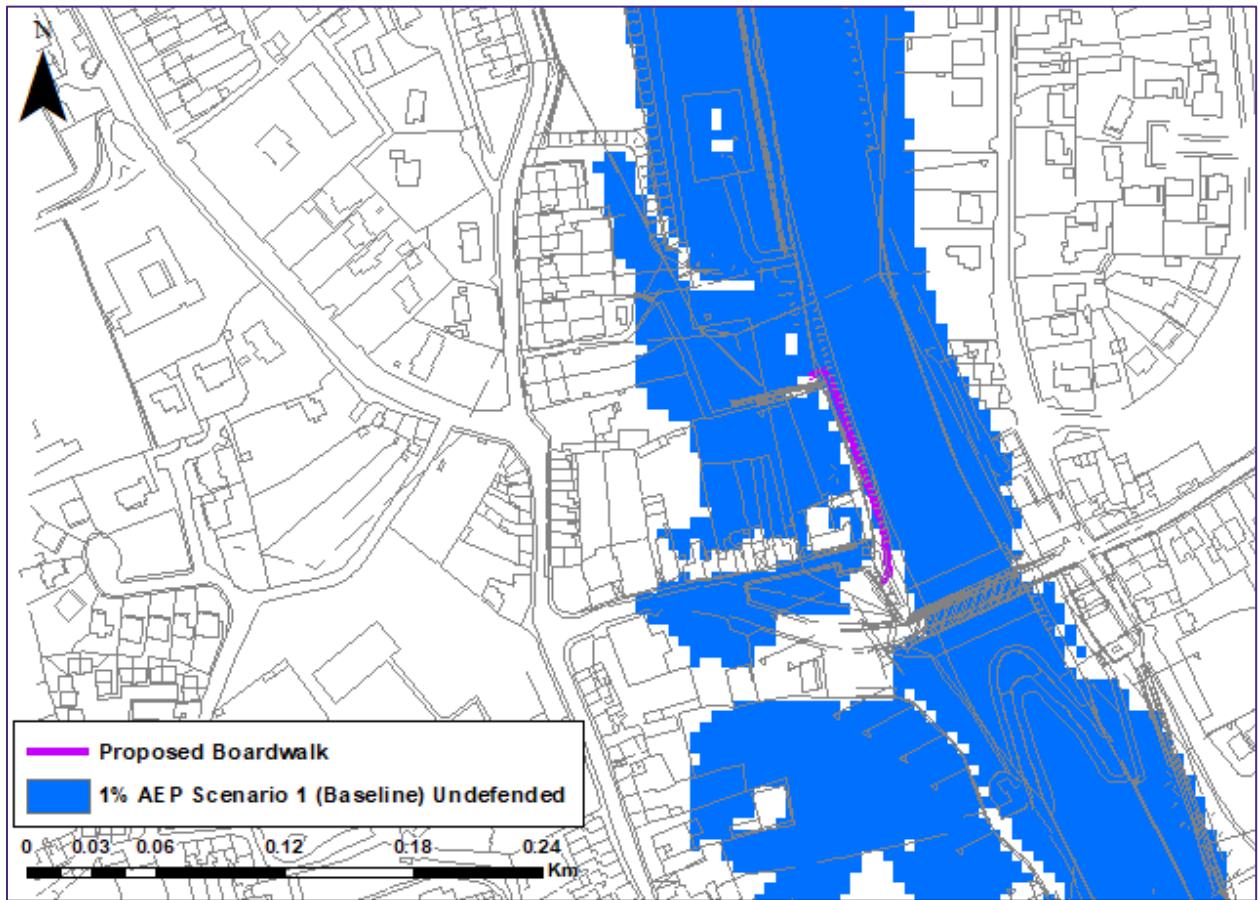 N
Proposed Boardwalk
1% AEP Scenario 1 (Baseline) Undefended
0 0.03 0.06 0.12 0.18 0.24
Km